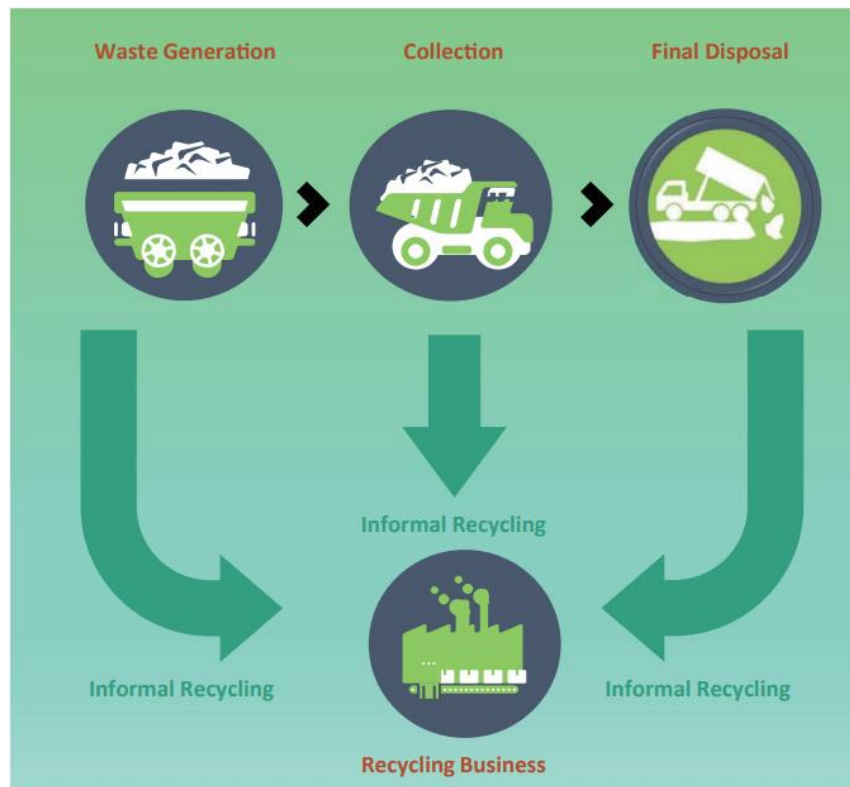 Waste Generation
Collection
Final Disposal
Informal Recycling
Informal Recycling
Informal Recycling
Recycling Business